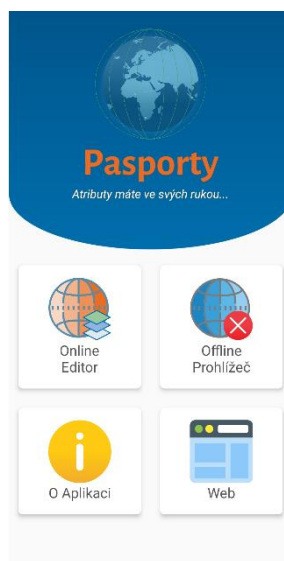 Pasporty
Atributy máte ve svých rukou...
Online
Editor
Offline
Prohlížeč
O Aplikaci
Web